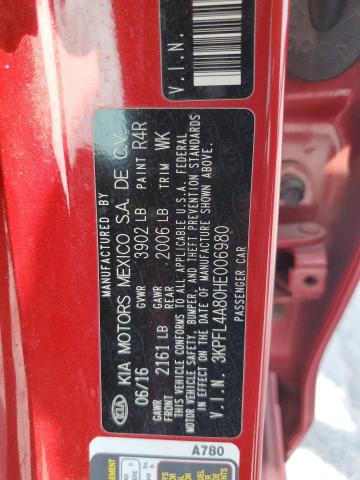 V.I.N.
KIA
KIA MOTORS MEXICO S.A. DE C.V.
06/16 GVWR 3902 LB PAINT R4R
GAWR FRONT 2161 LB GAWR REAR 2006 LB TRIM WK
THIS VEHICLE CONFORMS TO ALL APPLICABLE U.S.A. FEDERAL
MOTOR VEHICLE SAFETY, BUMPER, AND THEFT PREVENTION STANDARDS
IN EFFECT ON THE DATE OF MANUFACTURE SHOWN ABOVE.
V.I.N. 3KPFL4A80HE006980
PASSENGER CAR
A780